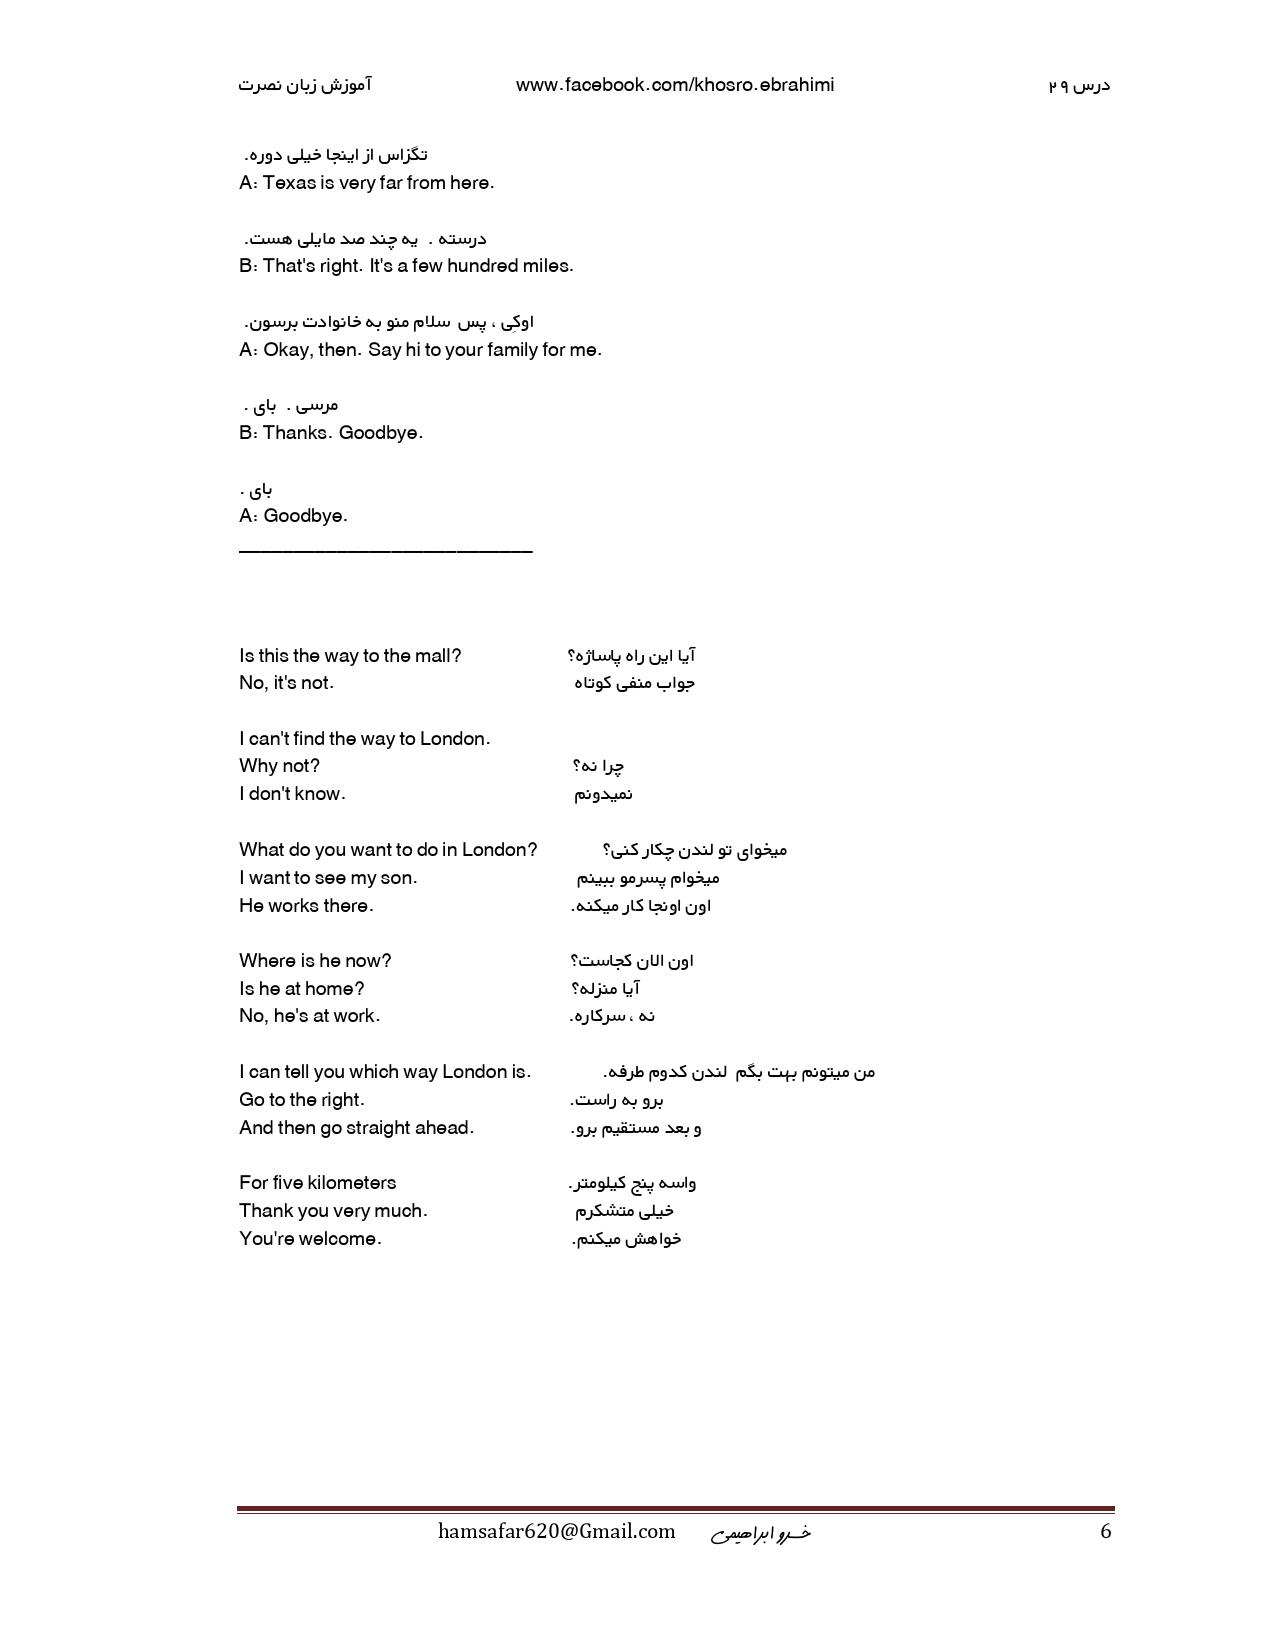 آموزش زبان نصرت www.facebook.com/khosro.ebrahimi درس ۲۹
تگزاس از اینجا خیلی دوره.
A: Texas is very far from here.
درسته . یه چند صد مایلی هست.
B: That's right. It's a few hundred miles.
اوکِی ، پس سلام منو به خانوادت برسون.
A: Okay, then. Say hi to your family for me.
مرسی . بای .
B: Thanks. Goodbye.
بای .
A: Goodbye.
Is this the way to the mall? آیا این راه پاساژه؟
No, it's not. جواب منفی کوتاه
I can't find the way to London.
Why not? چرا نه؟
I don't know. نمیدونم
What do you want to do in London? میخوای تو لندن چکار کنی؟
I want to see my son. میخوام پسرمو ببینم
He works there. اون اونجا کار میکنه.
Where is he now? اون الان کجاست؟
Is he at home? آیا منزله؟
No, he's at work. نه ، سرکاره.
I can tell you which way London is. من میتونم بهت بگم لندن کدوم طرفه.
Go to the right. برو به راست.
And then go straight ahead. و بعد مستقیم برو.
For five kilometers واسه پنج کیلومتر.
Thank you very much. خیلی متشکرم
You're welcome. خواهش میکنم.
hamsafar620@Gmail.com خسرو ابراهیمی 6